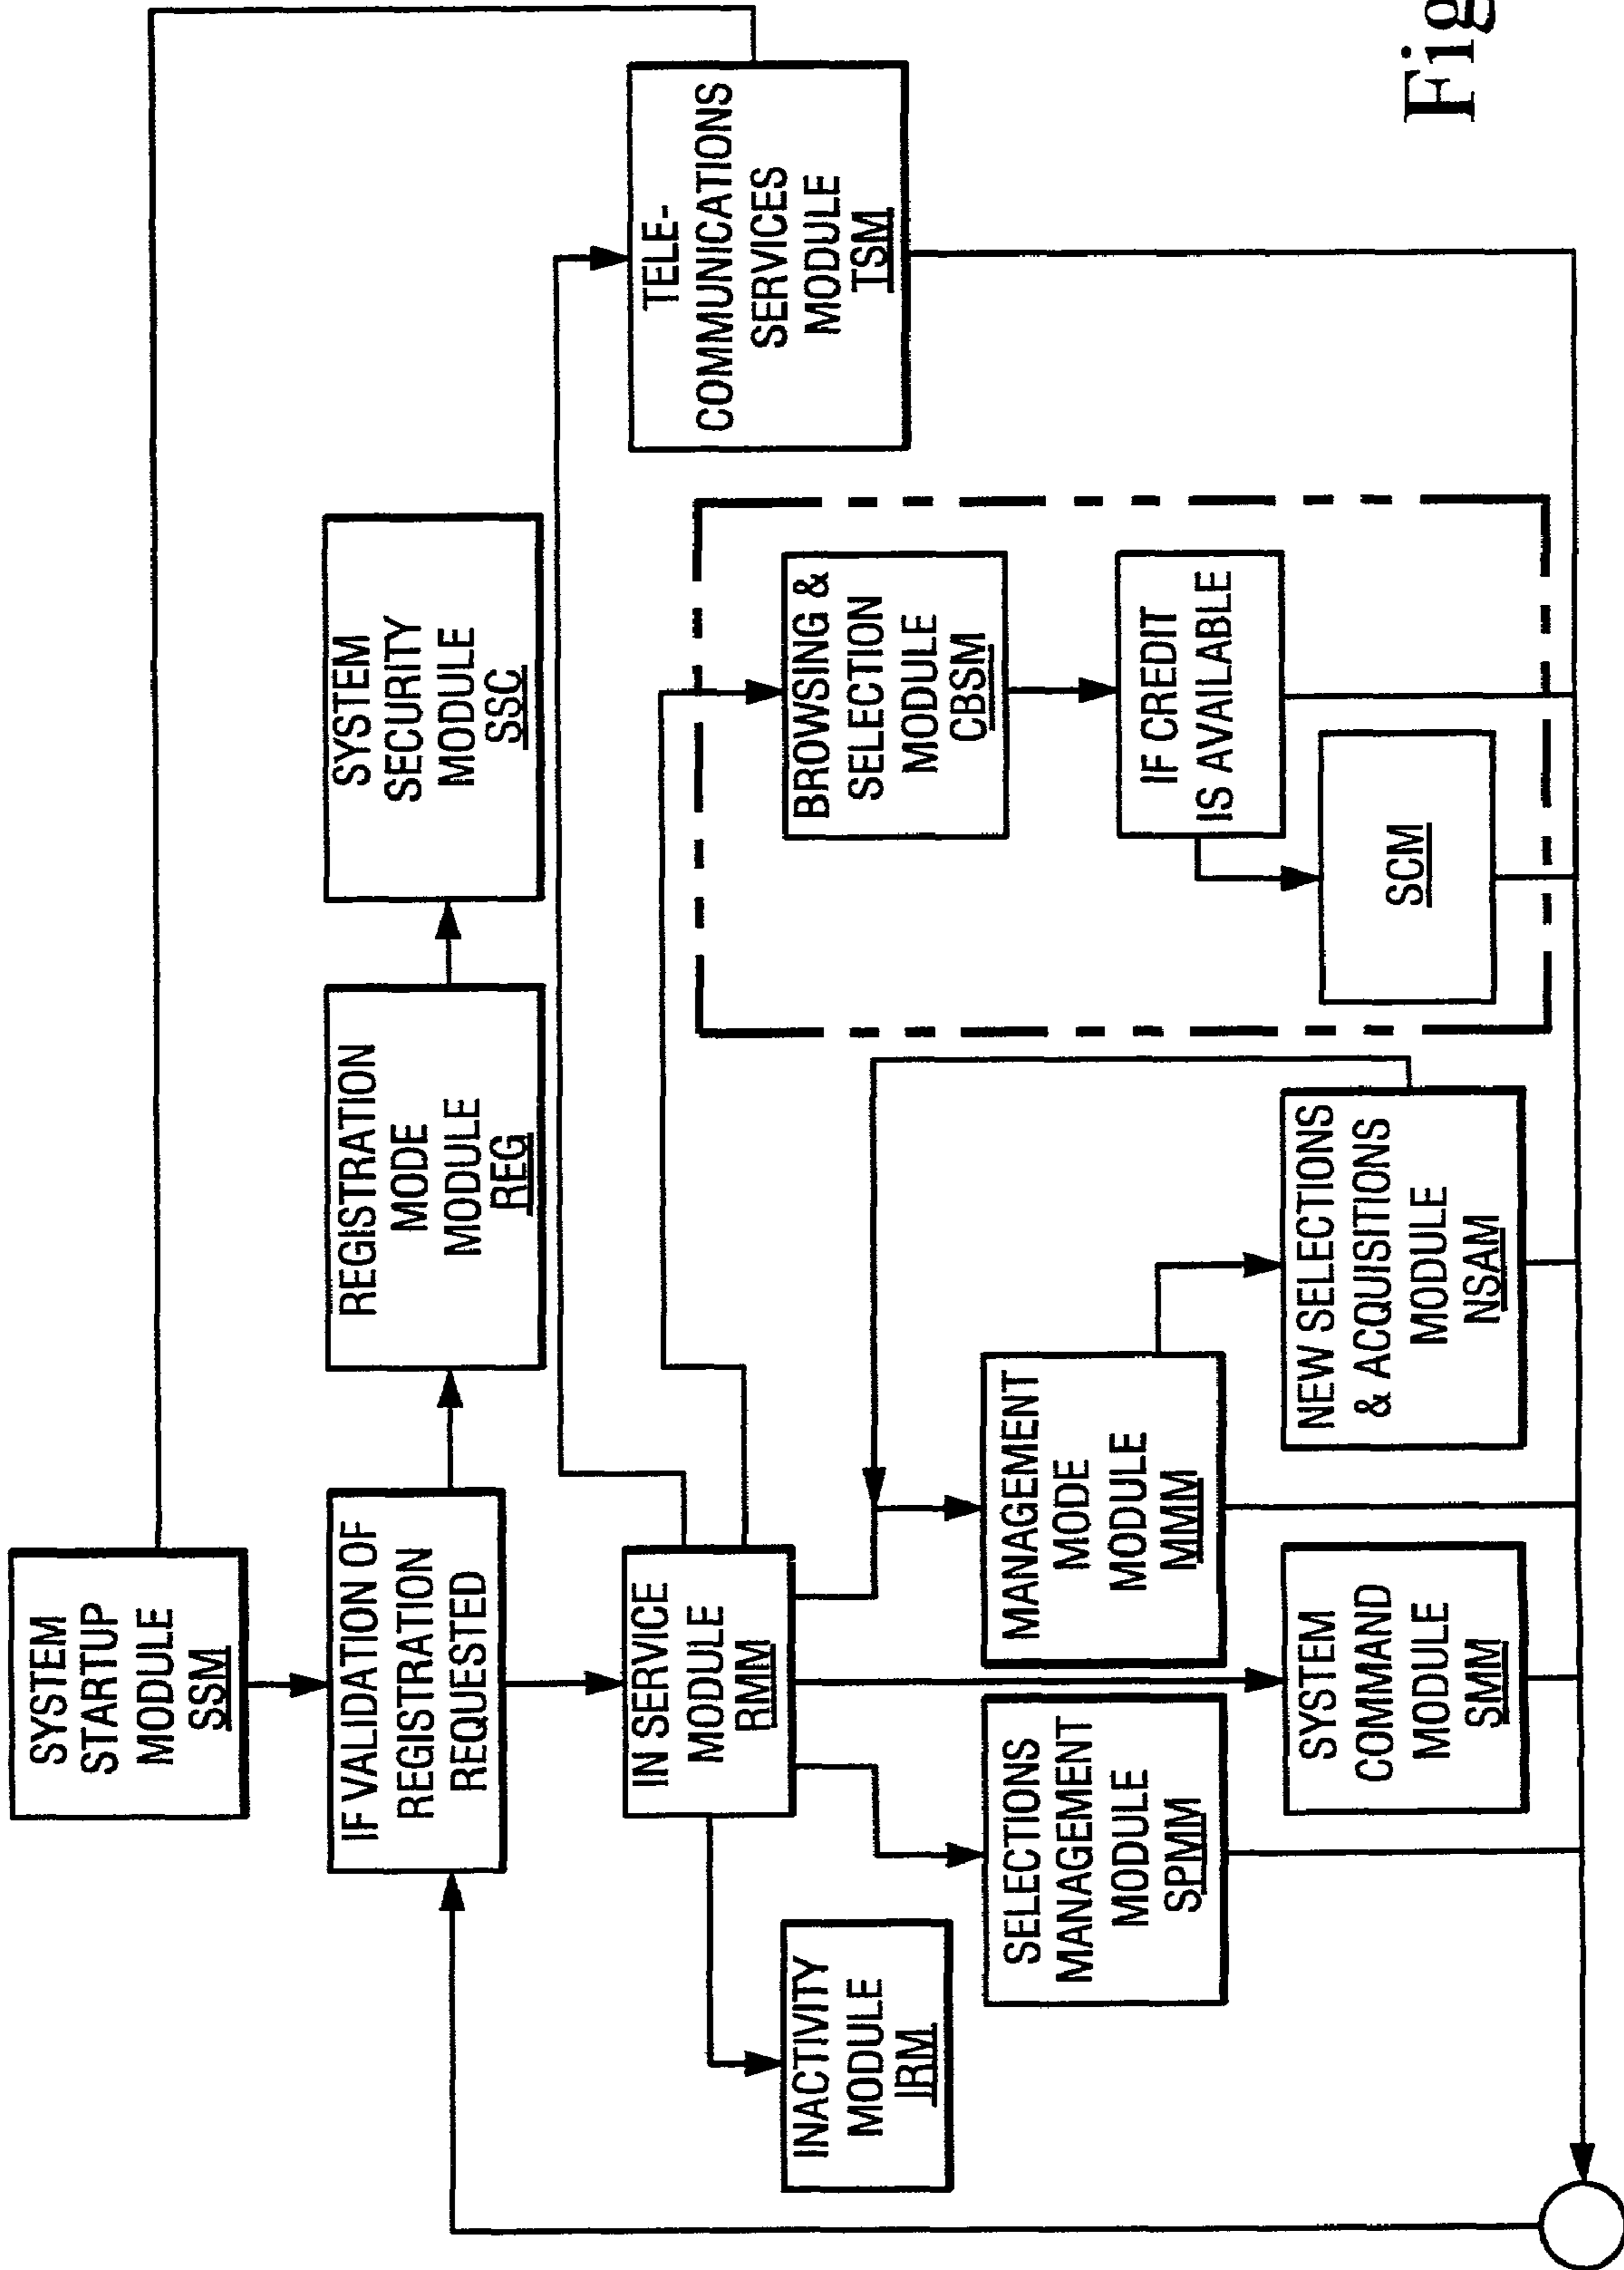 SYSTEM
STARTUP
MODULE
SSM
IF VALIDATION OF
REGISTRATION
REQUESTED
REGISTRATION
MODE
MODULE
REG
SYSTEM
SECURITY
MODULE
SSC
IN SERVICE
MODULE
RMM
TELE-
COMMUNICATIONS
SERVICES
MODULE
TSM
INACTIVITY
MODULE
IRM
SELECTIONS
MANAGEMENT
MODULE
SPMM
MANAGEMENT
MODE
MODULE
MMM
BROWSING &
SELECTION
MODULE
CBSM
IF CREDIT
IS AVAILABLE
SYSTEM
COMMAND
MODULE
SMM
NEW SELECTIONS
& ACQUISITIONS
MODULE
NSAM
SCM
Fig